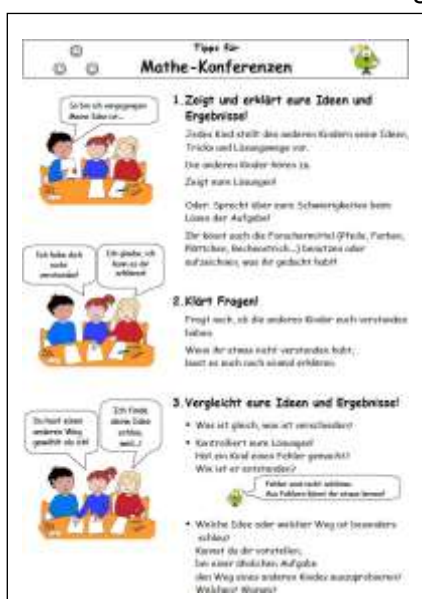 Tipps für
Mathe-Konferenzen
So bin ich vorgegangen
Meine Idee ist...
1. Zeigt und erklärt eure Ideen und
Ergebnisse!
Jedes Kind stellt den anderen Kindern seine Ideen,
Tricks und Lösungswege vor.
Die anderen Kinder hören zu.
Zeigt eure Lösungen!
Oder: Sprecht über eure Schwierigkeiten beim
Lösen der Aufgabe!
Ihr könnt auch die Forschermittel (Pfeile, Farben,
Plättchen, Rechenstrich...) benutzen oder
aufzeichnen, was ihr gedacht habt!
Ich habe dich
nicht
verstanden!
Ich glaube, ich
kann es dir
erklären!
2. Klärt Fragen!
Fragt nach, ob die anderen Kinder euch verstanden
haben.
Wenn ihr etwas nicht verstanden habt,
lasst es euch noch einmal erklären.
Du hast einen
anderen Weg
gewählt als ich!
Ich finde
deine Idee
schlau,
weil...!
3. Vergleicht eure Ideen und Ergebnisse!
• Was ist gleich, was ist verschieden?
• Kontrolliert eure Lösungen!
Hat ein Kind einen Fehler gemacht?
Wie ist er entstanden?
Fehler sind nicht schlimm.
Aus Fehlern könnt ihr etwas lernen!
• Welche Idee oder welcher Weg ist besonders
schlau?
Kannst du dir vorstellen,
bei einer ähnlichen Aufgabe
den Weg eines anderen Kindes auszuprobieren?
Welchen? Warum?